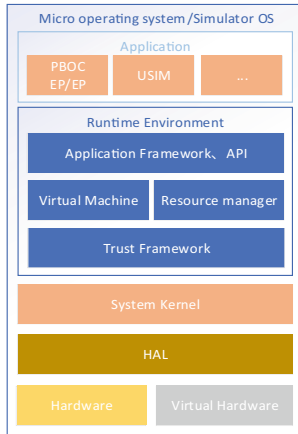 Micro operating system/Simulator OS
Application
PBOC
EP/EP
USIM
...
Runtime Environment
Application Framework、API
Virtual Machine
Resource manager
Trust Framework
System Kernel
HAL
Hardware
Virtual Hardware